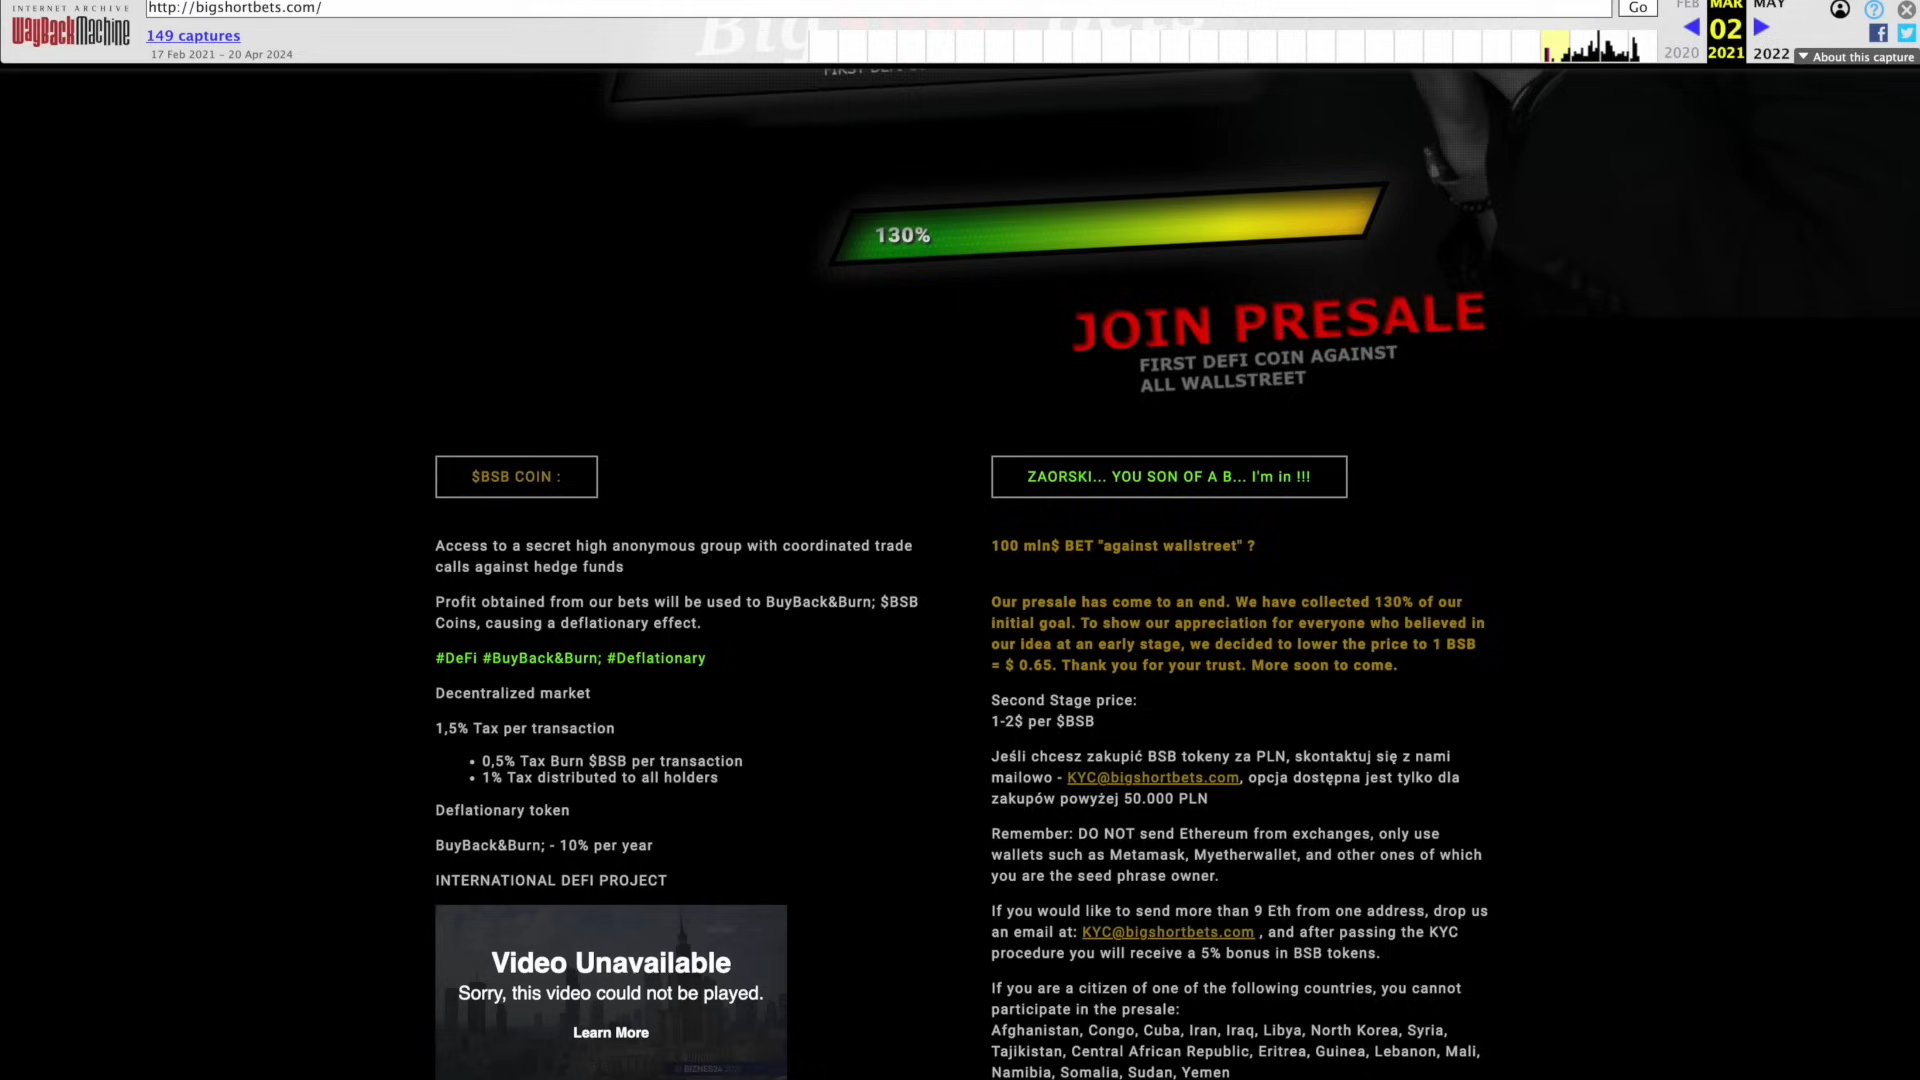 INTERNET ARCHIVE
WayBackMachine
http://bigshortbets.com/
Go
149 captures
17 Feb 2021 – 20 Apr 2024
FEB MAR MAY
02
2020 2021 2022
About this capture
130%
JOIN PRESALE
FIRST DEFI COIN AGAINST
ALL WALLSTREET
$BSB COIN :
Access to a secret high anonymous group with coordinated trade
calls against hedge funds
Profit obtained from our bets will be used to BuyBack&Burn; $BSB
Coins, causing a deflationary effect.
#DeFi #BuyBack&Burn; #Deflationary
Decentralized market
1,5% Tax per transaction
• 0,5% Tax Burn $BSB per transaction
• 1% Tax distributed to all holders
Deflationary token
BuyBack&Burn; - 10% per year
INTERNATIONAL DEFI PROJECT
Video Unavailable
Sorry, this video could not be played.
Learn More
ZAORSKI... YOU SON OF A B... I'm in !!!
100 mln$ BET "against wallstreet" ?
Our presale has come to an end. We have collected 130% of our
initial goal. To show our appreciation for everyone who believed in
our idea at an early stage, we decided to lower the price to 1 BSB
= $ 0.65. Thank you for your trust. More soon to come.
Second Stage price:
1-2$ per $BSB
Jeśli chcesz zakupić BSB tokeny za PLN, skontaktuj się z nami
mailowo - KYC@bigshortbets.com, opcja dostępna jest tylko dla
zakupów powyżej 50.000 PLN
Remember: DO NOT send Ethereum from exchanges, only use
wallets such as Metamask, Myetherwallet, and other ones of which
you are the seed phrase owner.
If you would like to send more than 9 Eth from one address, drop us
an email at: KYC@bigshortbets.com , and after passing the KYC
procedure you will receive a 5% bonus in BSB tokens.
If you are a citizen of one of the following countries, you cannot
participate in the presale:
Afghanistan, Congo, Cuba, Iran, Iraq, Libya, North Korea, Syria,
Tajikistan, Central African Republic, Eritrea, Guinea, Lebanon, Mali,
Namibia, Somalia, Sudan, Yemen